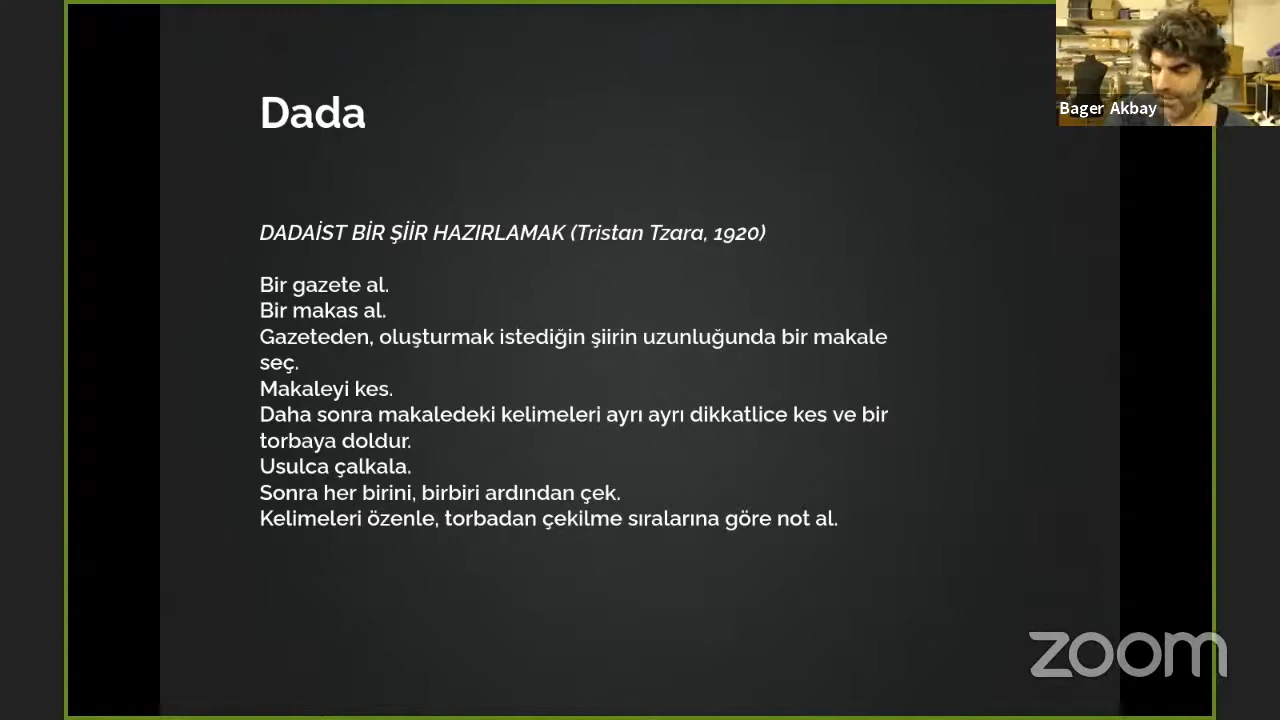 Dada
Bager Akbay
DADAİST BİR ŞİİR HAZIRLAMAK (Tristan Tzara, 1920)
Bir gazete al.
Bir makas al.
Gazeteden, oluşturmak istediğin şiirin uzunluğunda bir makale
seç.
Makaleyi kes.
Daha sonra makaledeki kelimeleri ayrı ayrı dikkatlice kes ve bir
torbaya doldur.
Usulca çalkala.
Sonra her birini, birbiri ardından çek.
Kelimeleri özenle, torbadan çekilme sıralarına göre not al.
zoom